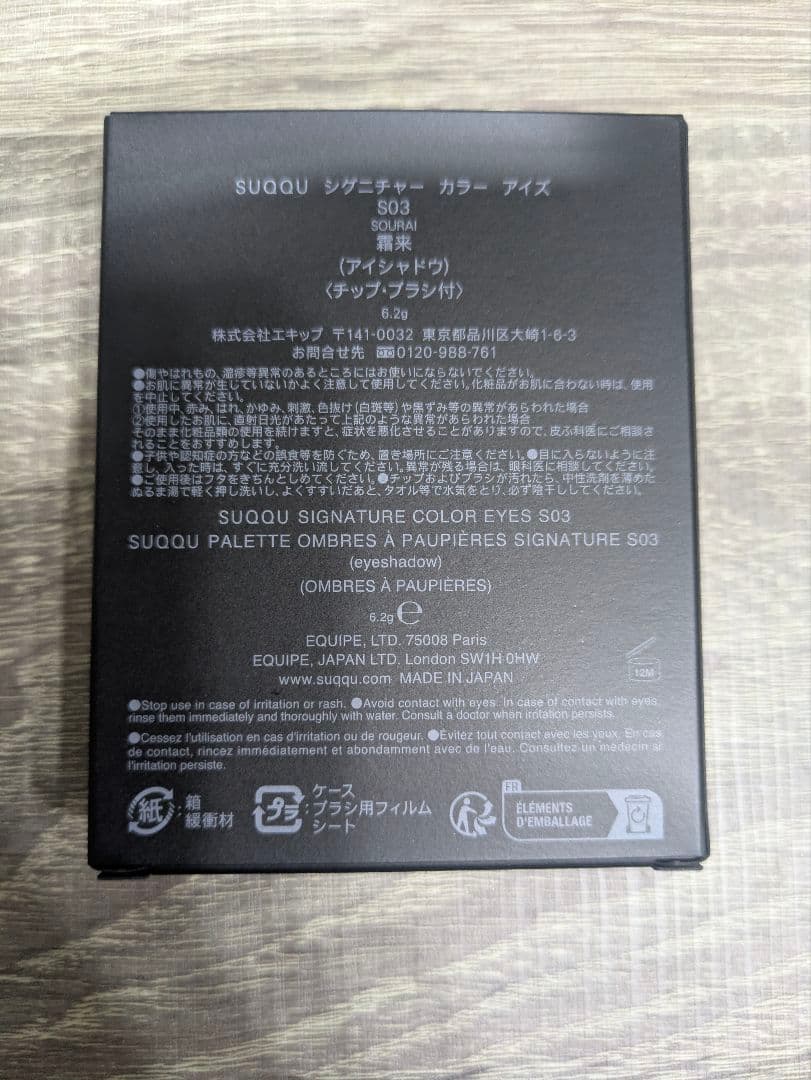 SUQQU シグニチャー カラー アイズ
S03
SOURAI
霜来
(アイシャドウ)
〈チップ・ブラシ付〉
6.2g
株式会社エキップ 〒141-0032 東京都品川区大崎1-6-3
お問合せ先 0120-988-761
●傷やはれもの、湿疹等異常のあるところにはお使いにならないでください。
●お肌に異常が生じていないかよく注意して使用してください。化粧品がお肌に合わない時は、使用
を中止してください。
①使用中、赤み、はれ、かゆみ、刺激、色抜け(白斑等)や黒ずみ等の異常があらわれた場合
②使用したお肌に、直射日光があたって上記のような異常があらわれた場合
そのまま化粧品類の使用を続けますと、症状を悪化させることがありますので、皮ふ科医にご相談さ
れることをおすすめします。
●子供や認知症の方などの誤食等を防ぐため、置き場所にご注意ください。●目に入らないように注
意し、入った時は、すぐに充分洗い流してください。異常が残る場合は、眼科医に相談してください。
●ご使用後はフタをきちんとしめてください。●チップおよびブラシが汚れたら、中性洗剤を薄めた
ぬるま湯で軽く押し洗いし、よくすすいだあと、タオル等で水気をとり、必ず陰干ししてください。
SUQQU SIGNATURE COLOR EYES S03
SUQQU PALETTE OMBRES À PAUPIÈRES SIGNATURE S03
(eyeshadow)
(OMBRES À PAUPIÈRES)
6.2g ℮
EQUIPE, LTD. 75008 Paris
EQUIPE, JAPAN LTD. London SW1H 0HW
www.suqqu.com MADE IN JAPAN
12M
●Stop use in case of irritation or rash. ●Avoid contact with eyes. In case of contact with eyes,
rinse them immediately and thoroughly with water. Consult a doctor when irritation persists.
●Cessez l'utilisation en cas d'irritation ou de rougeur. ●Évitez tout contact avec les yeux. En cas
de contact, rincez immédiatement et abondamment avec de l'eau. Consultez un médecin si
l'irritation persiste.
紙 : 箱
緩衝材
プラ : ケース
ブラシ用フィルム
シート
FR
ÉLÉMENTS
D'EMBALLAGE